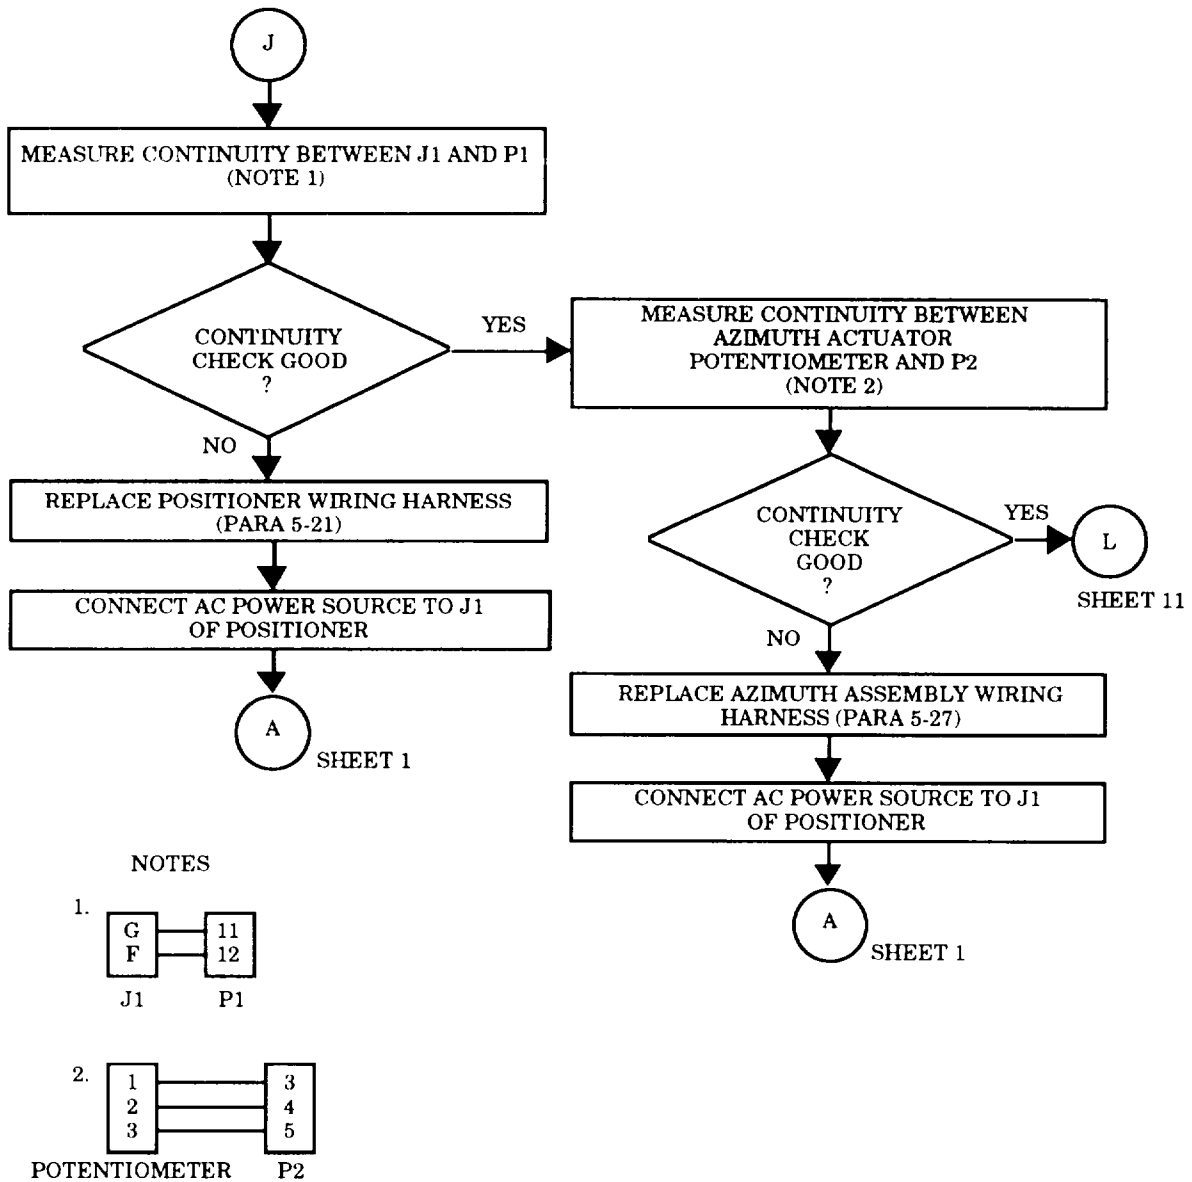 J
MEASURE CONTINUITY BETWEEN J1 AND P1
(NOTE 1)
CONTINUITY
CHECK GOOD
?
YES
NO
REPLACE POSITIONER WIRING HARNESS
(PARA 5-21)
CONNECT AC POWER SOURCE TO J1
OF POSITIONER
A
SHEET 1
MEASURE CONTINUITY BETWEEN
AZIMUTH ACTUATOR
POTENTIOMETER AND P2
(NOTE 2)
CONTINUITY
CHECK
GOOD
?
YES
L
SHEET 11
NO
REPLACE AZIMUTH ASSEMBLY WIRING
HARNESS (PARA 5-27)
CONNECT AC POWER SOURCE TO J1
OF POSITIONER
A
SHEET 1
NOTES
1.
G 11
F 12
J1 P1
2.
1 3
2 4
3 5
POTENTIOMETER P2